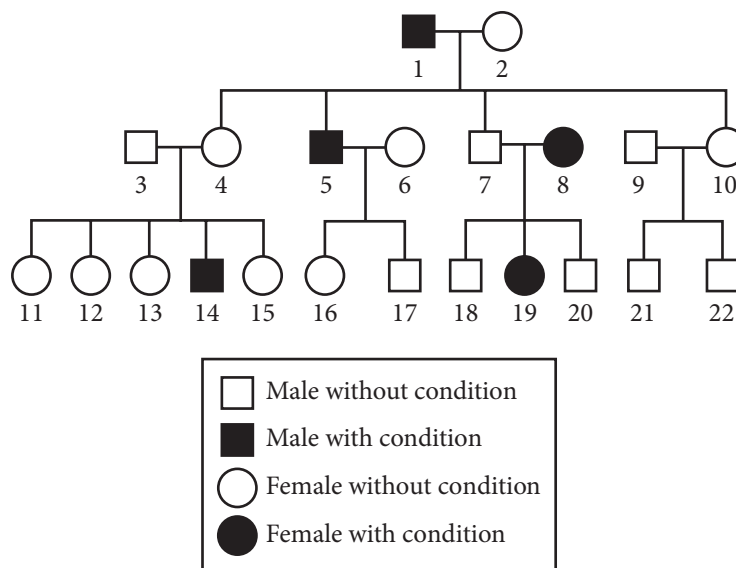 1 2
3 4 5 6 7 8 9 10
11 12 13 14 15 16 17 18 19 20 21 22
Male without condition
Male with condition
Female without condition
Female with condition